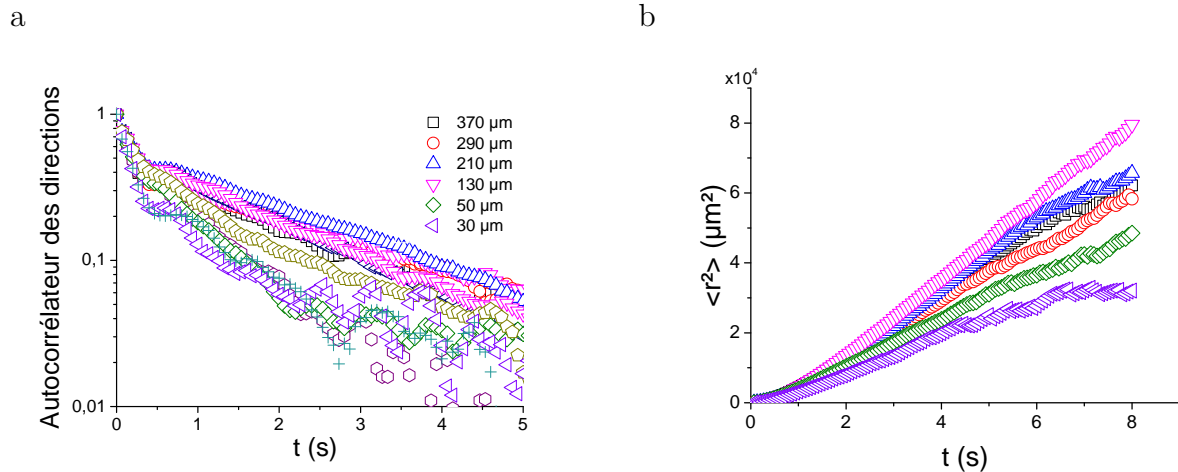 a
Autocorrélateur des directions
1
0,1
0,01
0 1 2 3 4 5
t (s)
370 µm
290 µm
210 µm
130 µm
50 µm
30 µm
b
x10⁴
<r²> (µm²)
8
6
4
2
0
0 2 4 6 8
t (s)